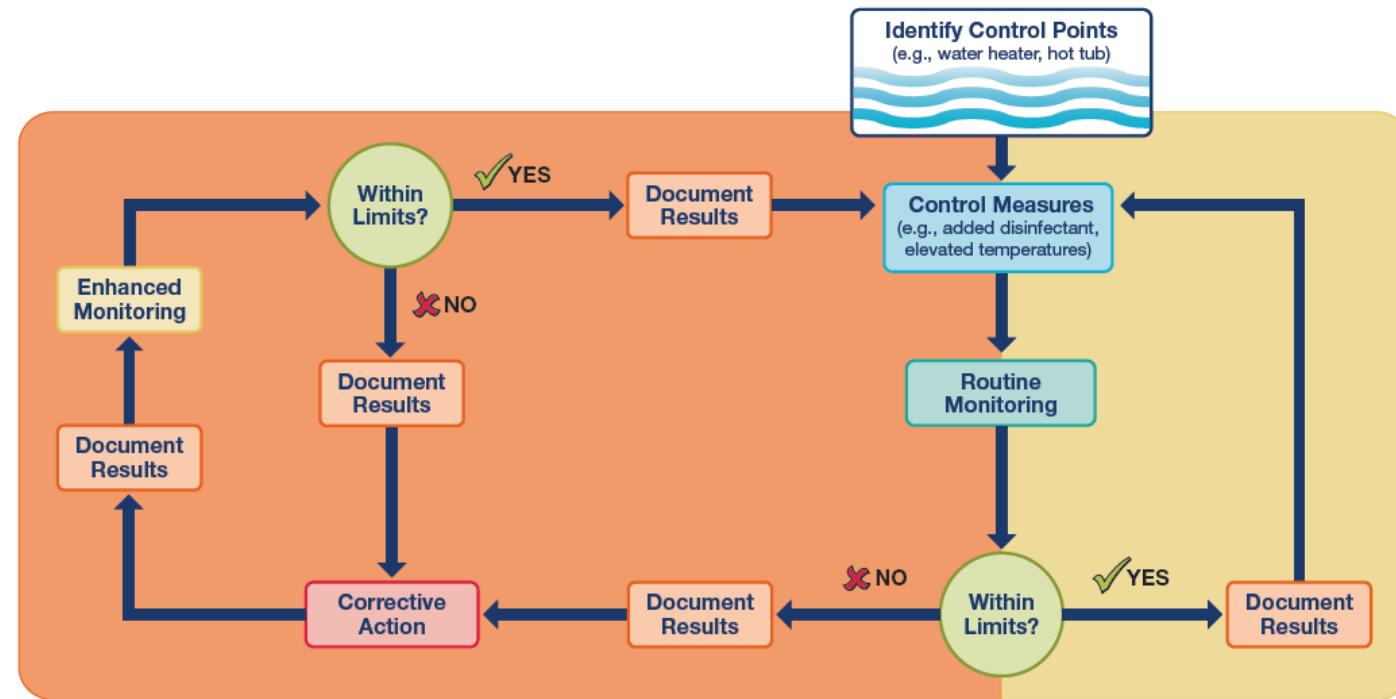 Identify Control Points
(e.g., water heater, hot tub)
Within
Limits?
YES
Document
Results
Control Measures
(e.g., added disinfectant,
elevated temperatures)
Enhanced
Monitoring
NO
Document
Results
Routine
Monitoring
Document
Results
Corrective
Action
Document
Results
NO
Within
Limits?
YES
Document
Results